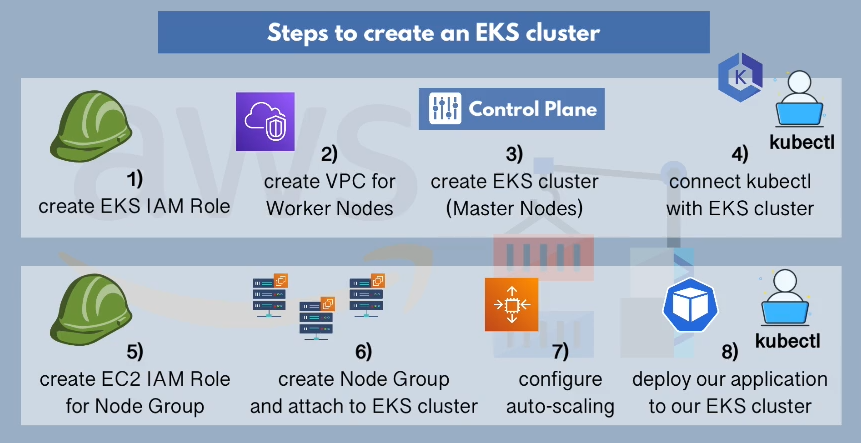 Steps to create an EKS cluster
aws
Control Plane
K
kubectl
1)
create EKS IAM Role
2)
create VPC for
Worker Nodes
3)
create EKS cluster
(Master Nodes)
4)
connect kubectl
with EKS cluster
5)
create EC2 IAM Role
for Node Group
6)
create Node Group
and attach to EKS cluster
7)
configure
auto-scaling
kubectl
8)
deploy our application
to our EKS cluster